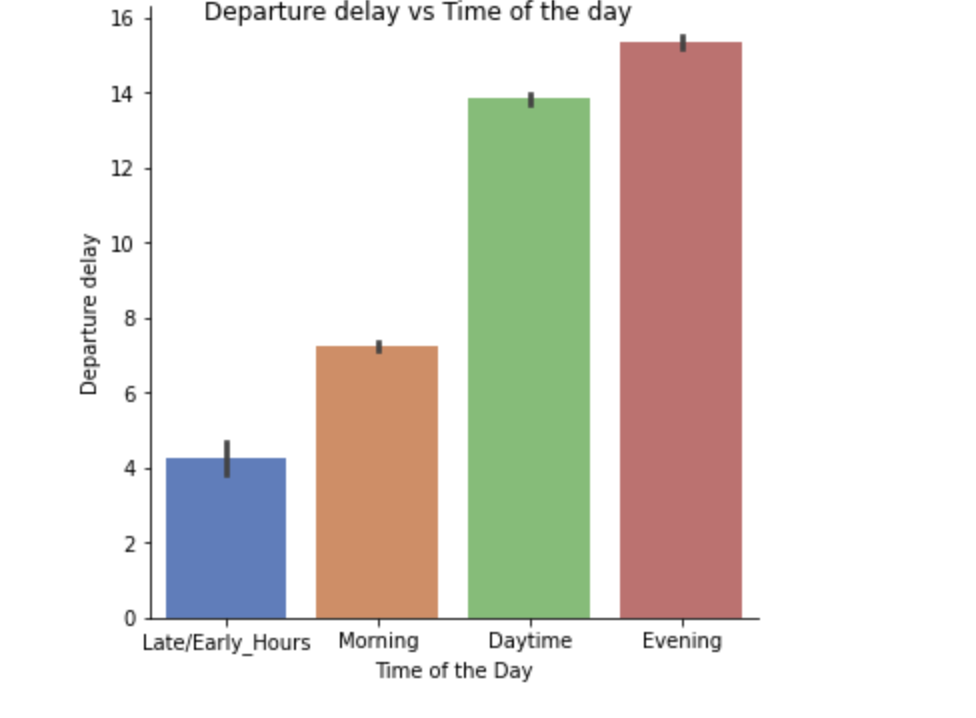 Departure delay vs Time of the day
16
14
12
10
8
6
4
2
0
Departure delay
Late/Early_Hours Morning Daytime Evening
Time of the Day